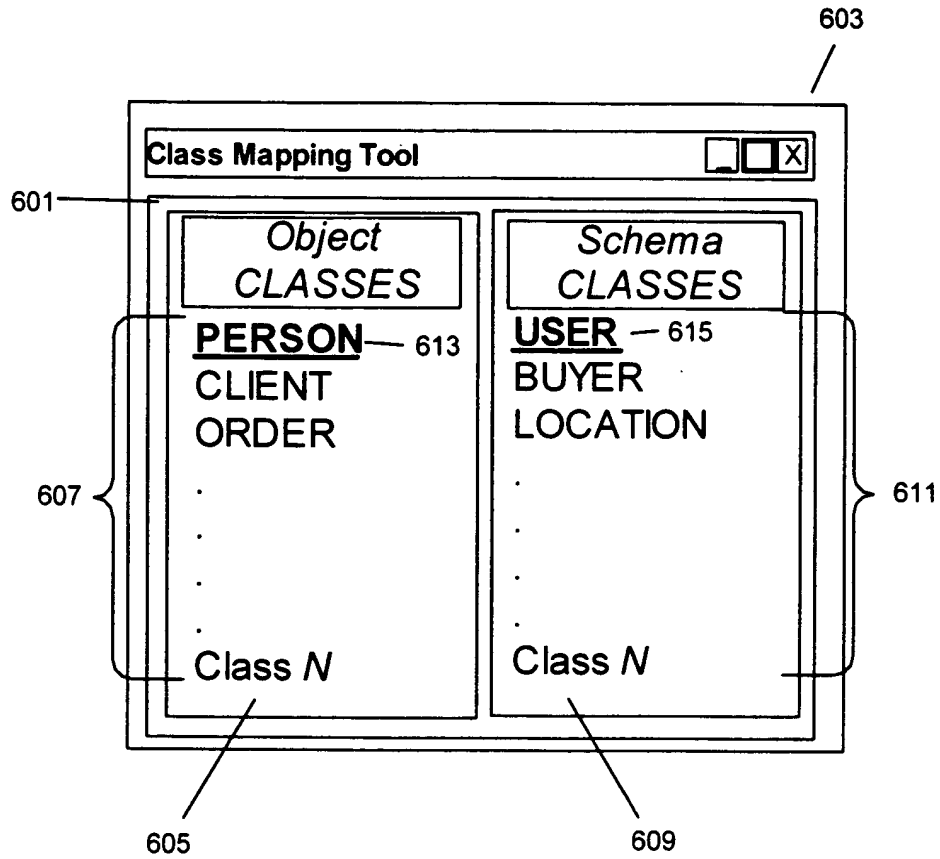 603
Class Mapping Tool
X
601
Object
CLASSES
PERSON
613
CLIENT
ORDER
.
.
.
.
Class N
Schema
CLASSES
USER
615
BUYER
LOCATION
.
.
.
.
Class N
607
611
605
609